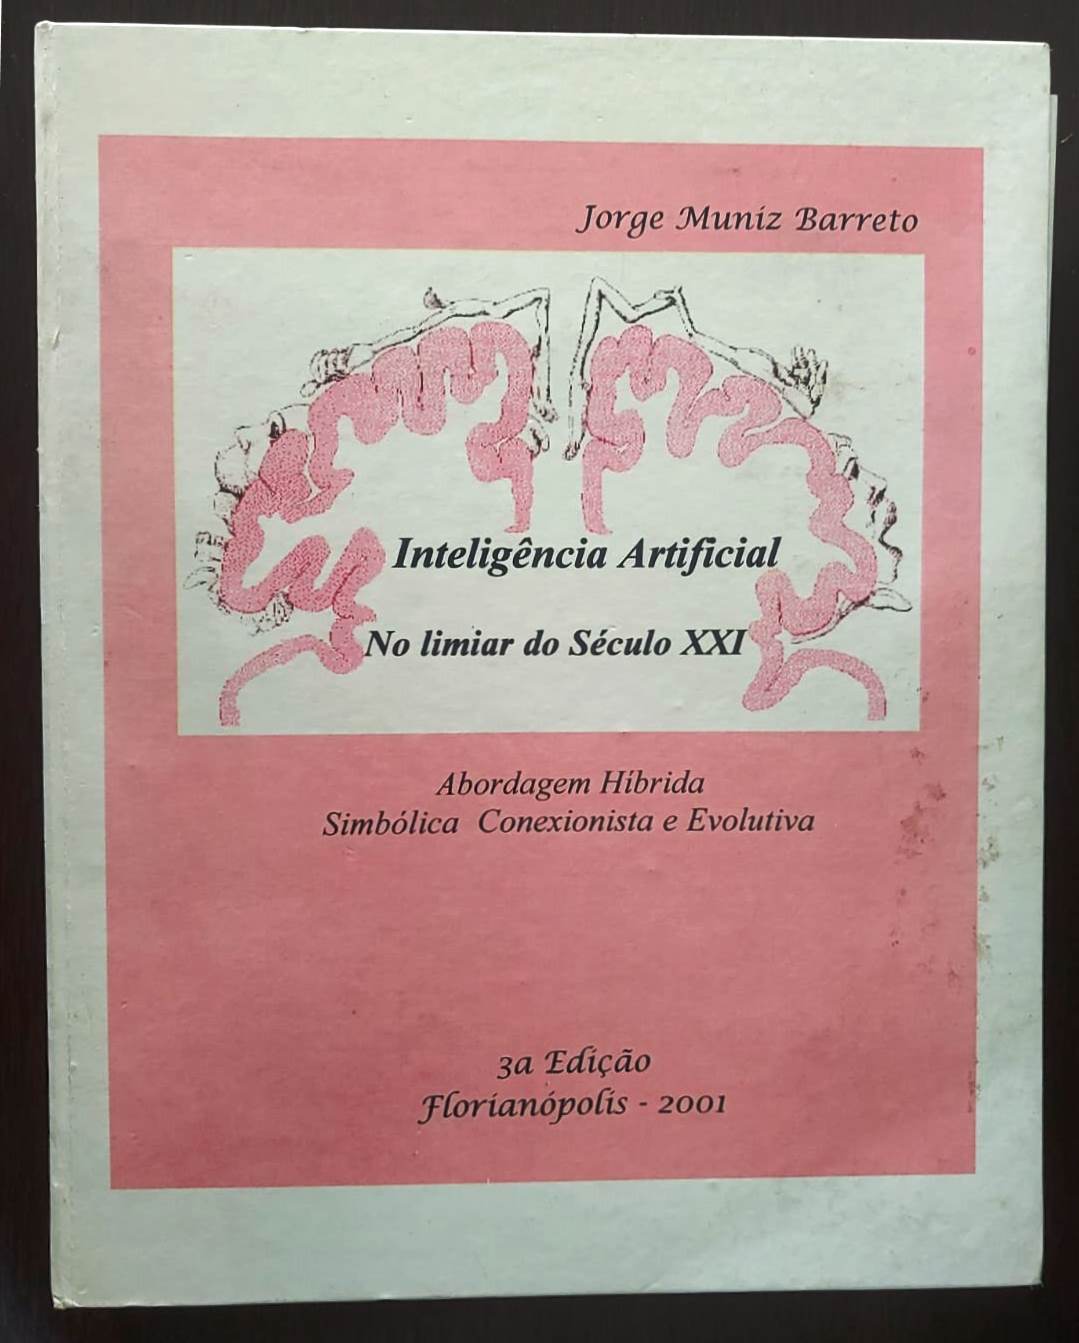 Jorge Muniz Barreto
Inteligência Artificial
No limiar do Século XXI
Abordagem Híbrida
Simbólica Conexionista e Evolutiva
3a Edição
Florianópolis - 2001